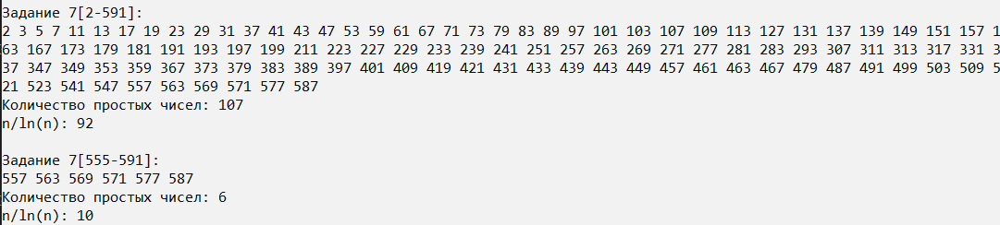 Задание 7[2-591]:
2 3 5 7 11 13 17 19 23 29 31 37 41 43 47 53 59 61 67 71 73 79 83 89 97 101 103 107 109 113 127 131 137 139 149 151 157 1
63 167 173 179 181 191 193 197 199 211 223 227 229 233 239 241 251 257 263 269 271 277 281 283 293 307 311 313 317 331 3
37 347 349 353 359 367 373 379 383 389 397 401 409 419 421 431 433 439 443 449 457 461 463 467 479 487 491 499 503 509 5
21 523 541 547 557 563 569 571 577 587
Количество простых чисел: 107
n/ln(n): 92
Задание 7[555-591]:
557 563 569 571 577 587
Количество простых чисел: 6
n/ln(n): 10